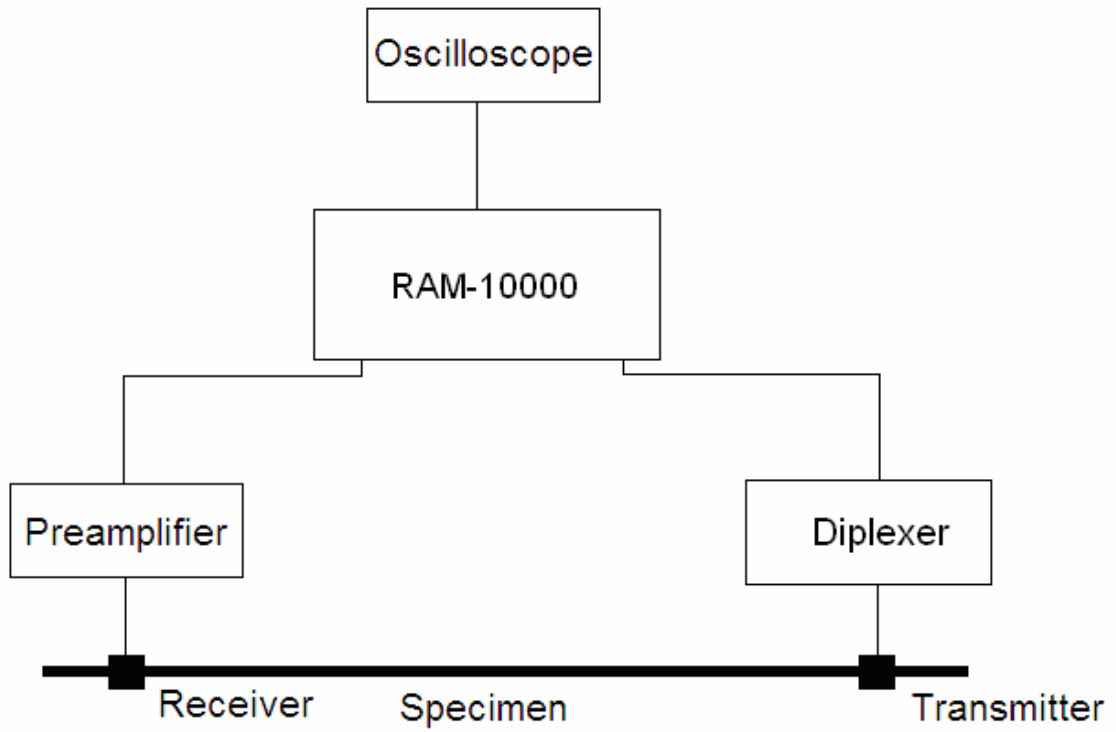 Oscilloscope
RAM-10000
Preamplifier
Diplexer
Receiver
Specimen
Transmitter